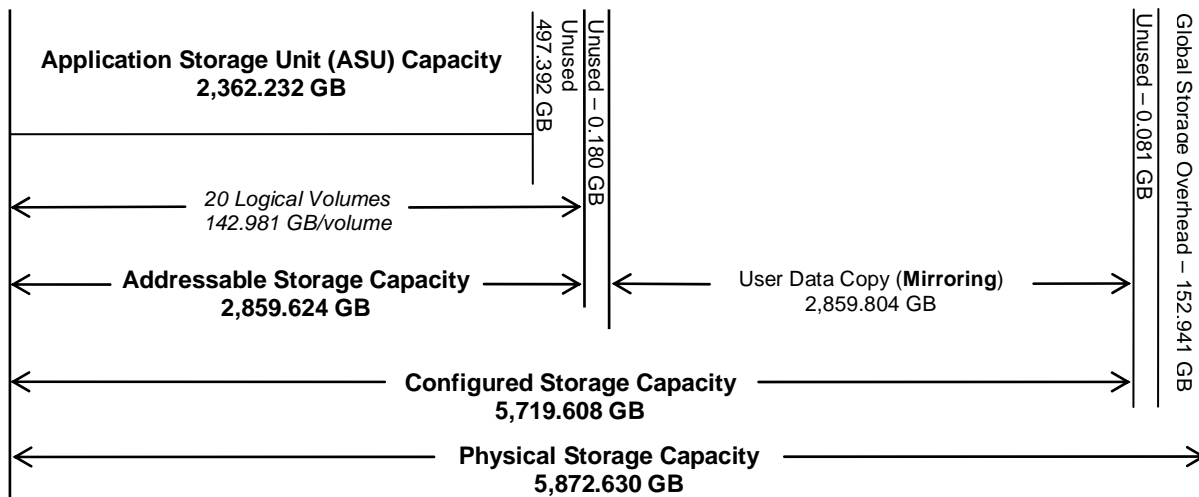 Application Storage Unit (ASU) Capacity
2,362.232 GB
Unused
497.392 GB
Unused – 0.180 GB
Unused – 0.081 GB
Global Storage Overhead – 152.941 GB
20 Logical Volumes
142.981 GB/volume
Addressable Storage Capacity
2,859.624 GB
User Data Copy (Mirroring)
2,859.804 GB
Configured Storage Capacity
5,719.608 GB
Physical Storage Capacity
5,872.630 GB